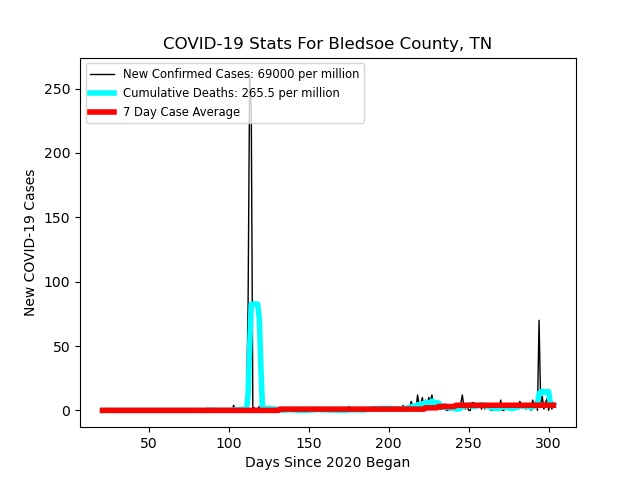 COVID-19 Stats For Bledsoe County, TN
New Confirmed Cases: 69000 per million
Cumulative Deaths: 265.5 per million
7 Day Case Average
New COVID-19 Cases
250
200
150
100
50
0
50 100 150 200 250 300
Days Since 2020 Began